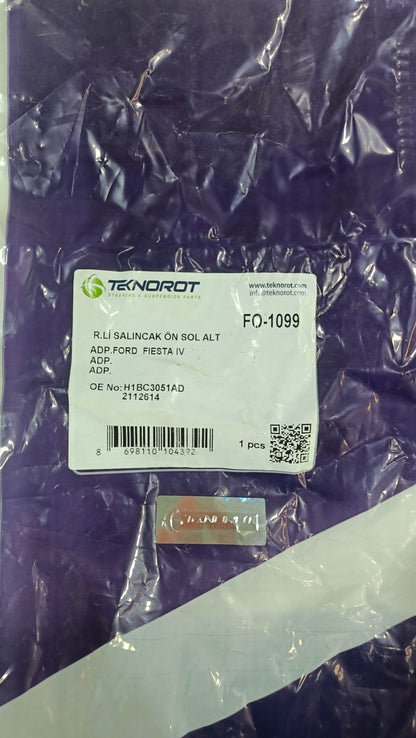 TEKNOROT
STEERING & SUSPENSION PARTS
www.teknorot.com
info@teknorot.com
FO-1099
R.Lİ SALINCAK ÖN SOL ALT
ADP.FORD FIESTA IV
ADP.
ADP.
OE No: H1BC3051AD
2112614
8 698110 104392
1 pcs
TEKNOROT